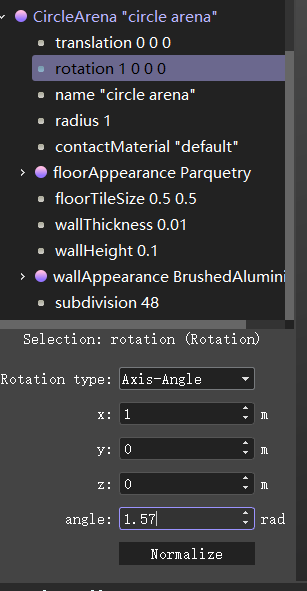 CircleArena "circle arena"
translation 0 0 0
rotation 1 0 0 0
name "circle arena"
radius 1
contactMaterial "default"
floorAppearance Parquetry
floorTileSize 0.5 0.5
wallThickness 0.01
wallHeight 0.1
wallAppearance BrushedAlumini
subdivision 48
Selection: rotation (Rotation)
Rotation type: Axis-Angle
x: 1 m
y: 0 m
z: 0 m
angle: 1.57 rad
Normalize